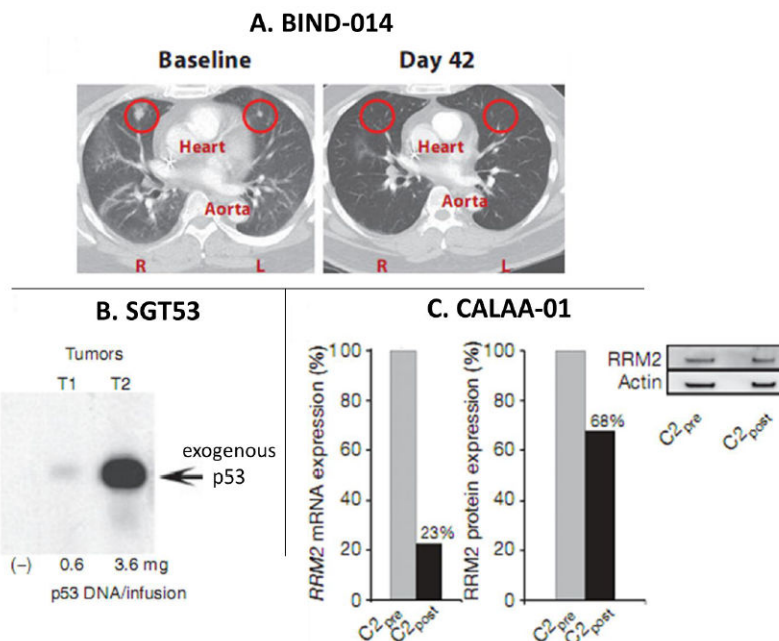 A. BIND-014
Baseline
Day 42
Heart
Aorta
R
L
Heart
Aorta
R
L
B. SGT53
Tumors
T1
T2
exogenous
p53
(–)
0.6
3.6 mg
p53 DNA/infusion
C. CALAA-01
RRM2 mRNA expression (%)
100
80
60
40
20
0
23%
C2pre
C2post
RRM2 protein expression (%)
100
80
60
40
20
0
68%
C2pre
C2post
RRM2
Actin
C2pre
C2post